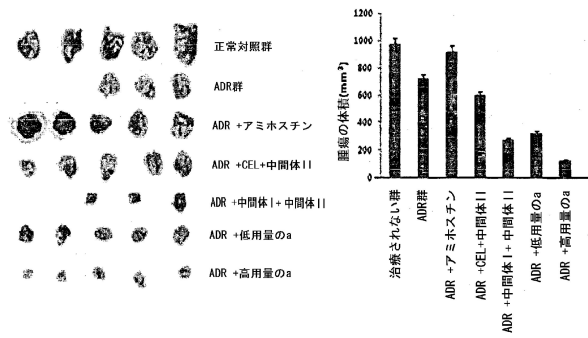 正常対照群
ADR群
ADR +アミホスチン
ADR +CEL+中間体II
ADR +中間体I+中間体II
ADR +低用量のa
ADR +高用量のa
腫瘍の体積(mm³)
1200
1000
800
600
400
200
0
治療されない群
ADR群
ADR +アミホスチン
ADR +CEL+中間体II
ADR +中間体I+中間体II
ADR +低用量のa
ADR +高用量のa